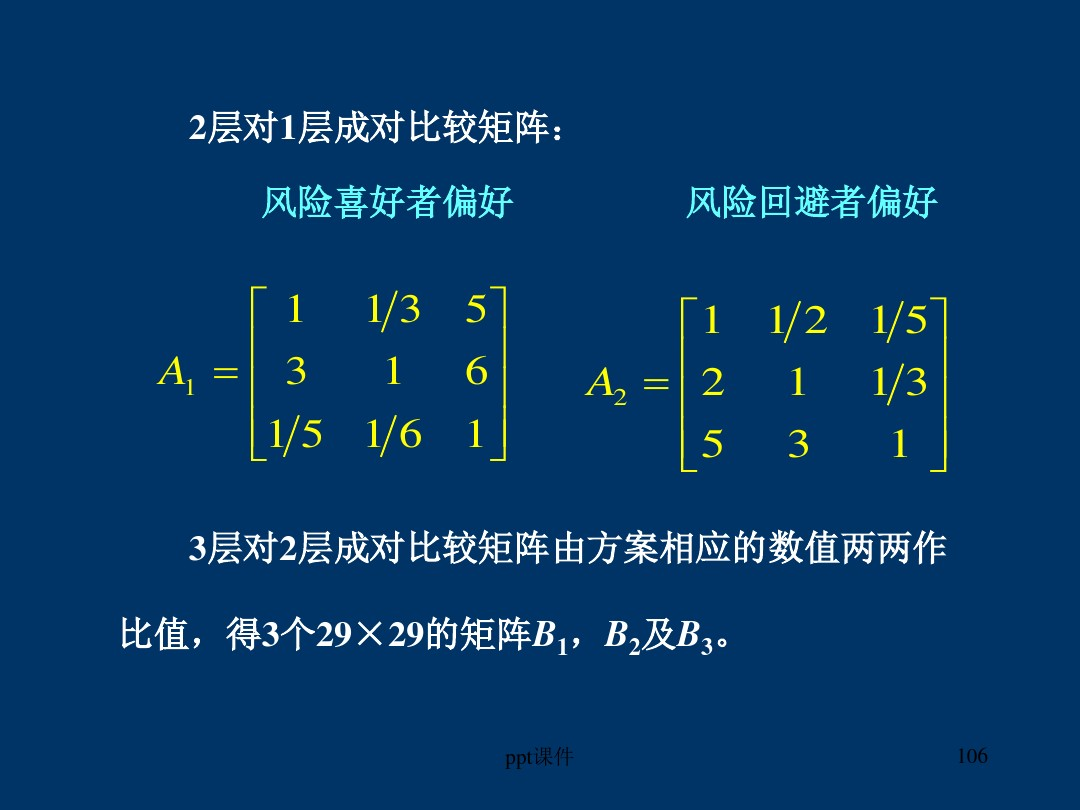 2层对1层成对比较矩阵：
风险喜好者偏好 风险回避者偏好
A₁ = [ 1 1/3 5 ; 3 1 6 ; 1/5 1/6 1 ]
A₂ = [ 1 1/2 1/5 ; 2 1 1/3 ; 5 3 1 ]
3层对2层成对比较矩阵由方案相应的数值两两作
比值，得3个29×29的矩阵B₁，B₂及B₃。
ppt课件 106